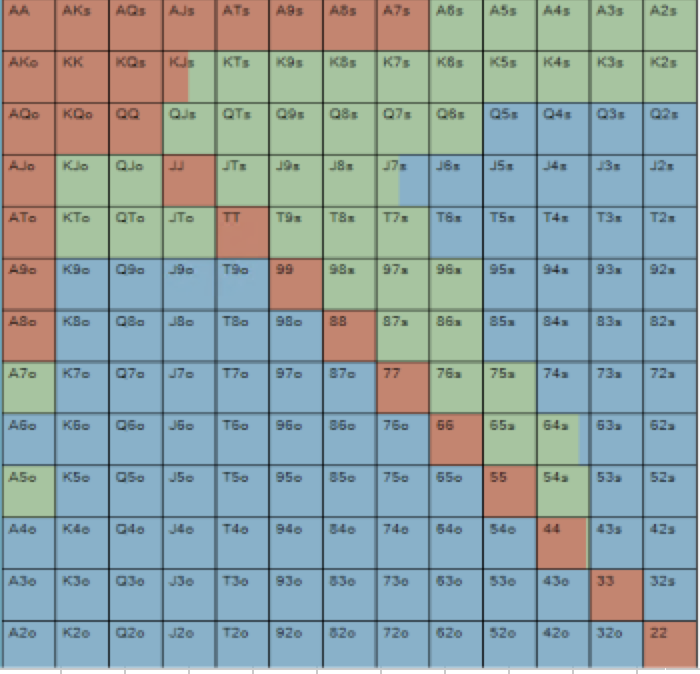 AA AKs AQs AJs ATs A9s A8s A7s A6s A5s A4s A3s A2s
AKo KK KQs KJs KTs K9s K8s K7s K6s K5s K4s K3s K2s
AQo KQo QQ QJs QTs Q9s Q8s Q7s Q6s Q5s Q4s Q3s Q2s
AJo KJo QJo JJ JTs J9s J8s J7s J6s J5s J4s J3s J2s
ATo KTo QTo JTo TT T9s T8s T7s T6s T5s T4s T3s T2s
A9o K9o Q9o J9o T9o 99 98s 97s 96s 95s 94s 93s 92s
A8o K8o Q8o J8o T8o 98o 88 87s 86s 85s 84s 83s 82s
A7o K7o Q7o J7o T7o 97o 87o 77 76s 75s 74s 73s 72s
A6o K6o Q6o J6o T6o 96o 86o 76o 66 65s 64s 63s 62s
A5o K5o Q5o J5o T5o 95o 85o 75o 65o 55 54s 53s 52s
A4o K4o Q4o J4o T4o 94o 84o 74o 64o 54o 44 43s 42s
A3o K3o Q3o J3o T3o 93o 83o 73o 63o 53o 43o 33 32s
A2o K2o Q2o J2o T2o 92o 82o 72o 62o 52o 42o 32o 22